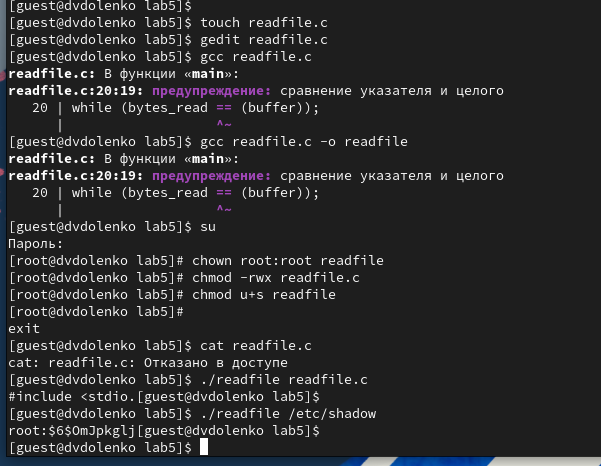 [guest@dvdolenko lab5]$
[guest@dvdolenko lab5]$ touch readfile.c
[guest@dvdolenko lab5]$ gedit readfile.c
[guest@dvdolenko lab5]$ gcc readfile.c
readfile.c: В функции «main»:
readfile.c:20:19: предупреждение: сравнение указателя и целого
   20 | while (bytes_read == (buffer));
      |                   ^~
[guest@dvdolenko lab5]$ gcc readfile.c -o readfile
readfile.c: В функции «main»:
readfile.c:20:19: предупреждение: сравнение указателя и целого
   20 | while (bytes_read == (buffer));
      |                   ^~
[guest@dvdolenko lab5]$ su
Пароль:
[root@dvdolenko lab5]# chown root:root readfile
[root@dvdolenko lab5]# chmod -rwx readfile.c
[root@dvdolenko lab5]# chmod u+s readfile
[root@dvdolenko lab5]#
exit
[guest@dvdolenko lab5]$ cat readfile.c
cat: readfile.c: Отказано в доступе
[guest@dvdolenko lab5]$ ./readfile readfile.c
#include <stdio.[guest@dvdolenko lab5]$
[guest@dvdolenko lab5]$ ./readfile /etc/shadow
root:$6$OmJpkglj[guest@dvdolenko lab5]$
[guest@dvdolenko lab5]$